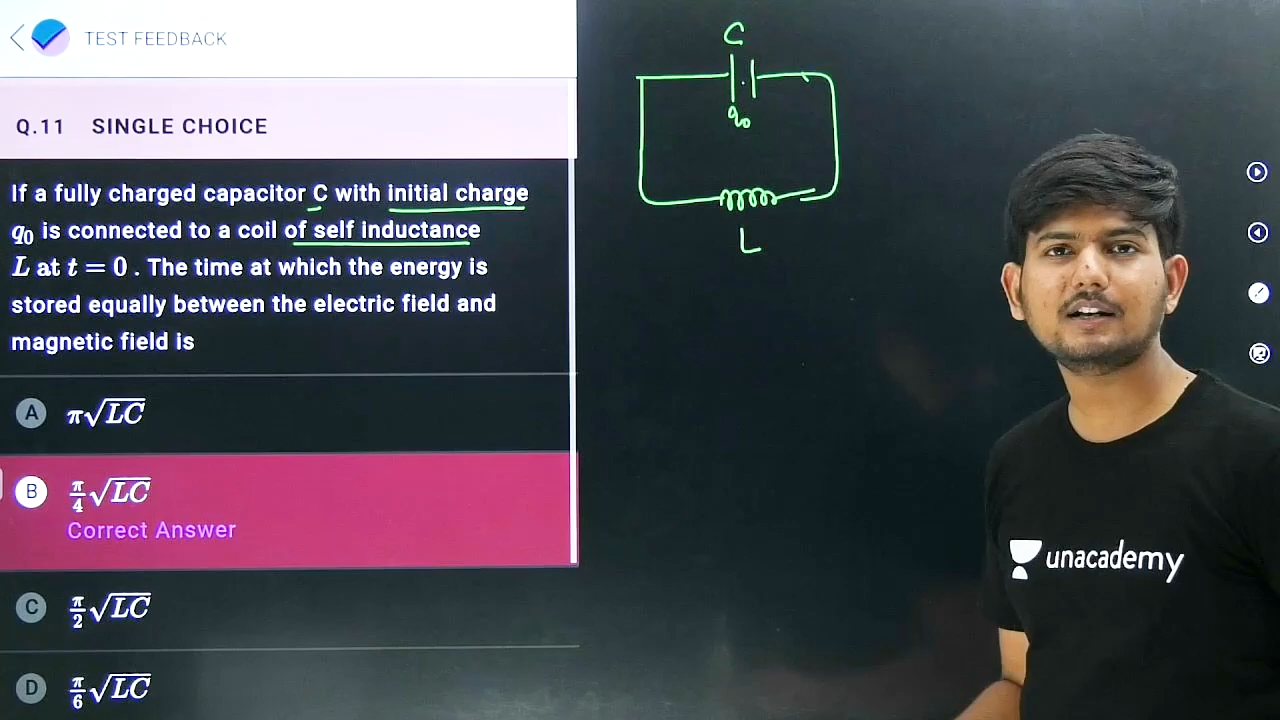 TEST FEEDBACK
Q.11 SINGLE CHOICE
If a fully charged capacitor C with initial charge
q₀ is connected to a coil of self inductance
L at t = 0 . The time at which the energy is
stored equally between the electric field and
magnetic field is
A π√LC
B π/4 √LC
Correct Answer
C π/2 √LC
D π/6 √LC
C
q₀
L
unacademy